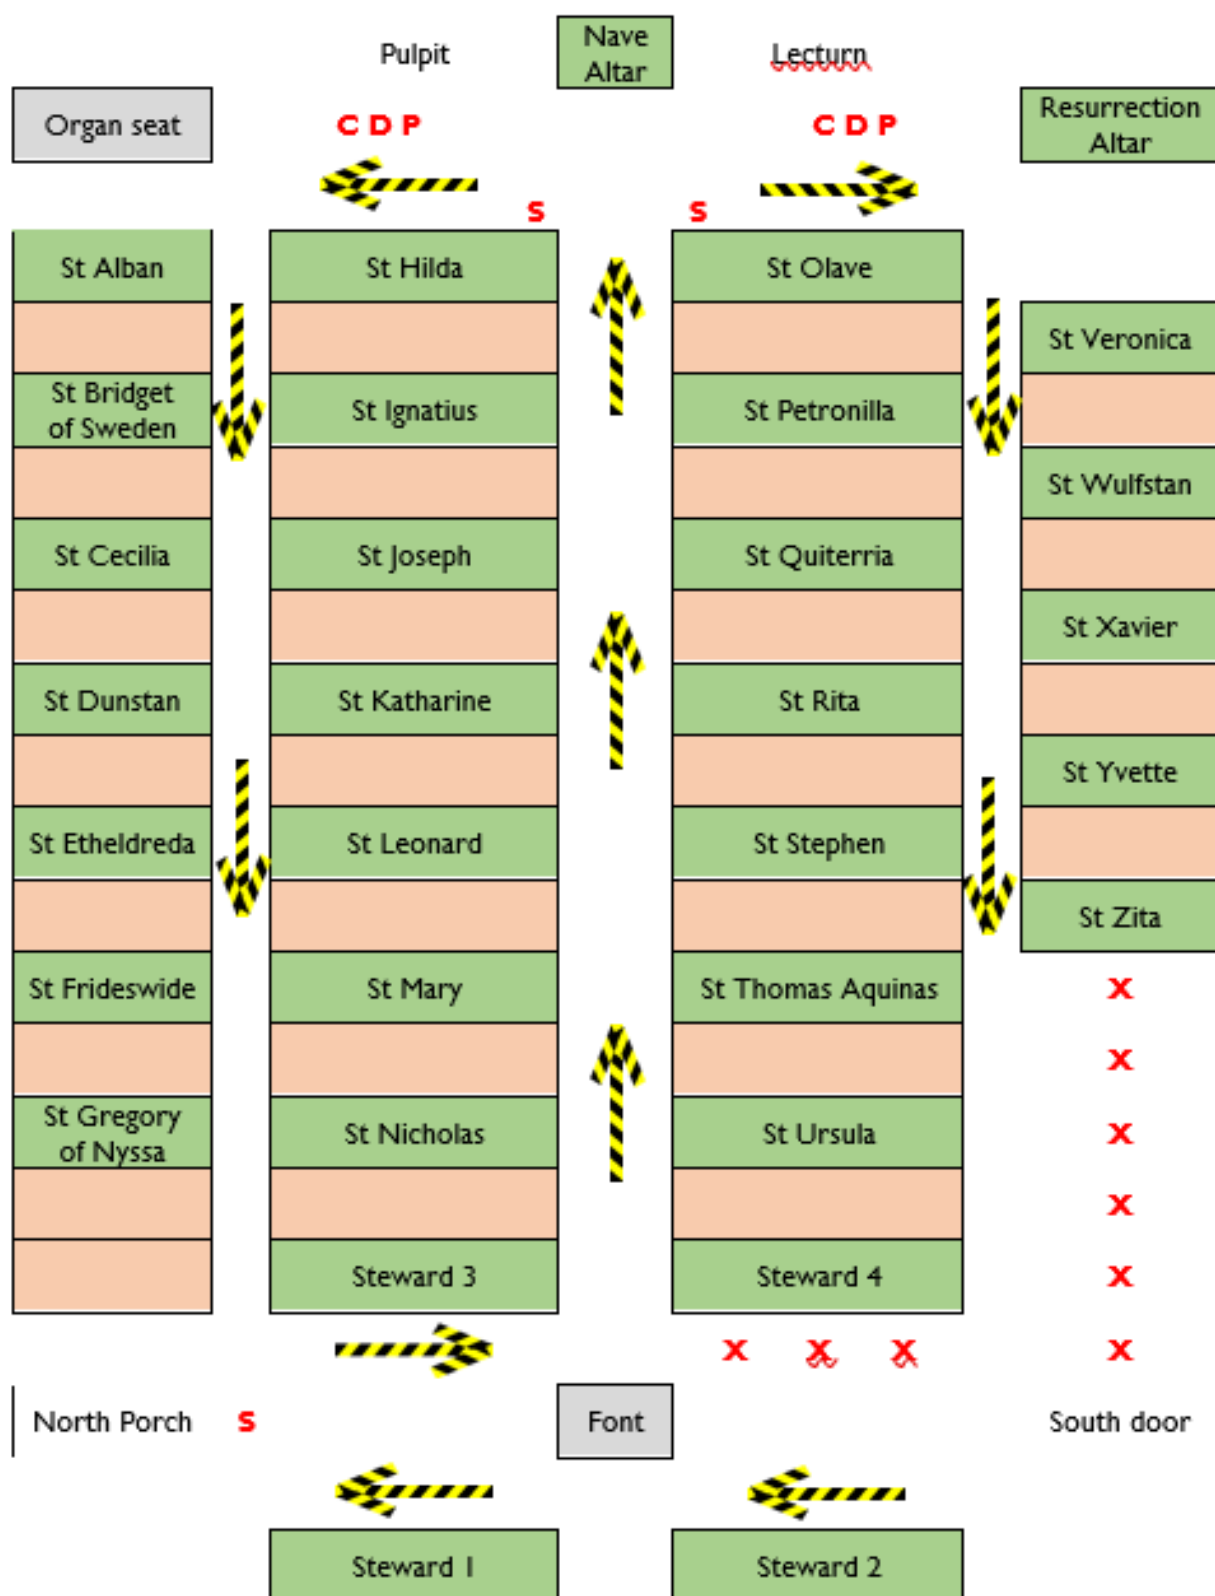 Nave
Altar
Pulpit
Lecturn
Organ seat
C D P
C D P
Resurrection
Altar
S
S
St Alban
St Hilda
St Olave
St Veronica
St Bridget
of Sweden
St Ignatius
St Petronilla
St Wulfstan
St Cecilia
St Joseph
St Quiterria
St Xavier
St Dunstan
St Katharine
St Rita
St Yvette
St Etheldreda
St Leonard
St Stephen
St Zita
St Frideswide
St Mary
St Thomas Aquinas
X
X
St Gregory
of Nyssa
St Nicholas
St Ursula
X
X
Steward 3
Steward 4
X
X X X
X
North Porch
S
Font
South door
Steward 1
Steward 2